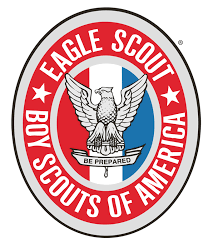 EAGLE SCOUT
®
BE PREPARED
BOY SCOUTS OF AMERICA